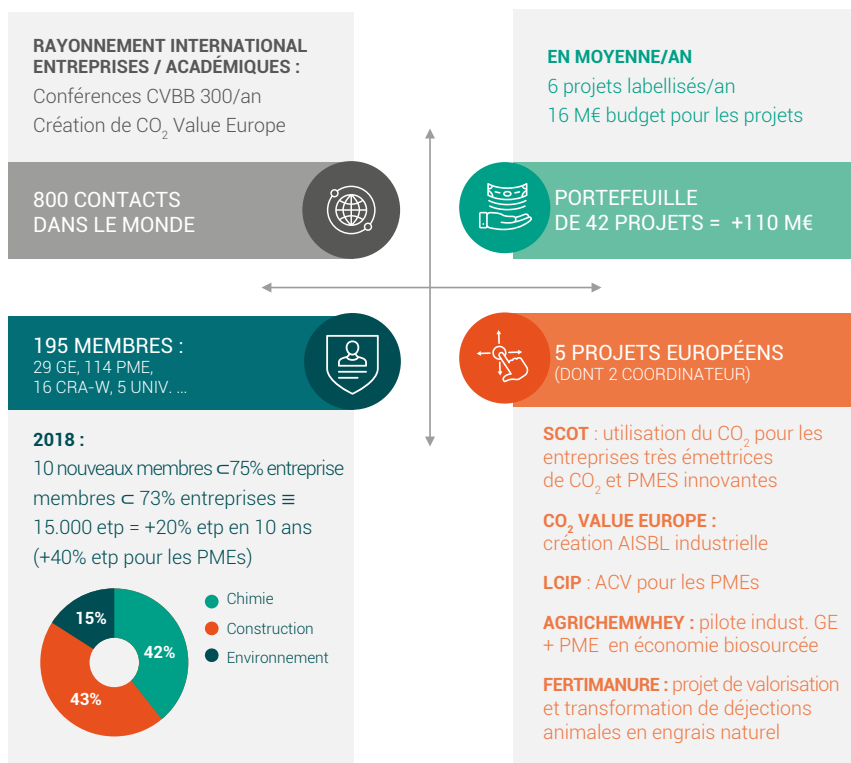 RAYONNEMENT INTERNATIONAL
ENTREPRISES / ACADÉMIQUES :
Conférences CVBB 300/an
Création de CO₂ Value Europe
800 CONTACTS
DANS LE MONDE
EN MOYENNE/AN
6 projets labellisés/an
16 M€ budget pour les projets
PORTEFEUILLE
DE 42 PROJETS = +110 M€
195 MEMBRES :
29 GE, 114 PME,
16 CRA-W, 5 UNIV. ...
2018 :
10 nouveaux membres ⊂75% entreprise
membres ⊂ 73% entreprises ≡
15.000 etp = +20% etp en 10 ans
(+40% etp pour les PMEs)
15%
42%
43%
Chimie
Construction
Environnement
5 PROJETS EUROPÉENS
(DONT 2 COORDINATEUR)
SCOT : utilisation du CO₂ pour les
entreprises très émettrices
de CO₂ et PMES innovantes
CO₂ VALUE EUROPE :
création AISBL industrielle
LCIP : ACV pour les PMEs
AGRICHEMWHEY : pilote indust. GE
+ PME en économie biosourcée
FERTIMANURE : projet de valorisation
et transformation de déjections
animales en engrais naturel